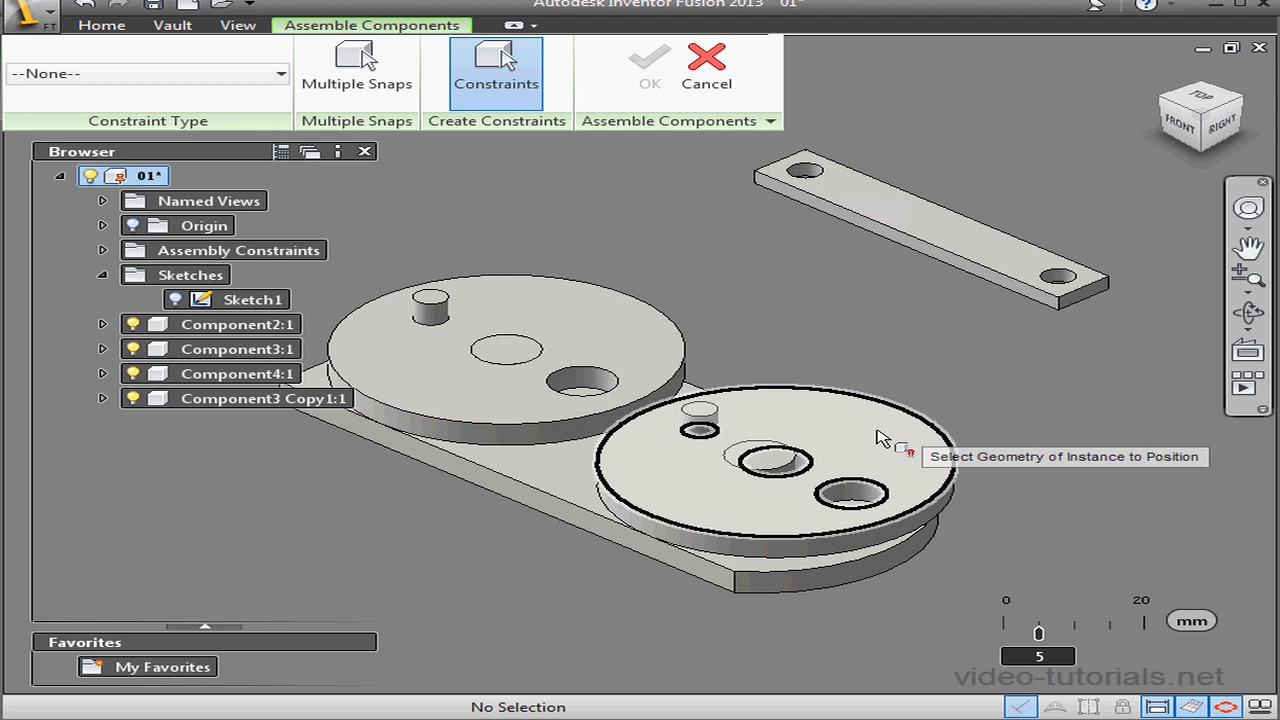 Autodesk Inventor Fusion 2013 01*
FT
Home Vault View Assemble Components
--None--
Multiple Snaps
Constraints
OK
Cancel
Constraint Type
Multiple Snaps
Create Constraints
Assemble Components
Browser
01*
Named Views
Origin
Assembly Constraints
Sketches
Sketch1
Component2:1
Component3:1
Component4:1
Component3 Copy1:1
TOP
FRONT
RIGHT
Select Geometry of Instance to Position
0 20
mm
5
Favorites
My Favorites
video-tutorials.net
No Selection